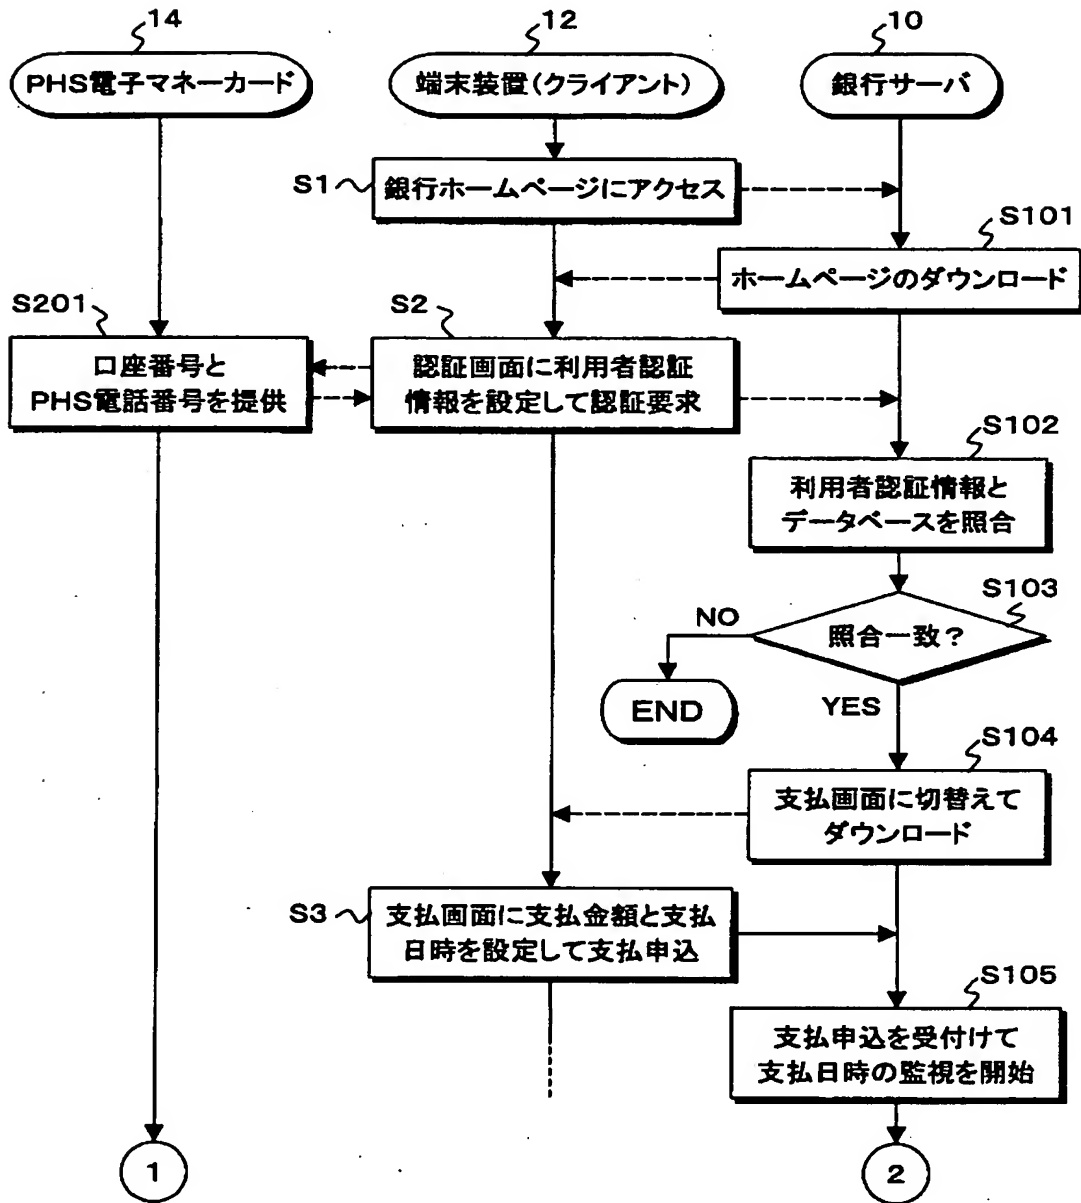 14
12
10
PHS電子マネーカード
端末装置(クライアント)
銀行サーバ
S1
銀行ホームページにアクセス
S101
ホームページのダウンロード
S201
口座番号と
PHS電話番号を提供
S2
認証画面に利用者認証
情報を設定して認証要求
S102
利用者認証情報と
データベースを照合
S103
照合一致?
NO
END
YES
S104
支払画面に切替えて
ダウンロード
S3
支払画面に支払金額と支払
日時を設定して支払申込
S105
支払申込を受付けて
支払日時の監視を開始
1
2